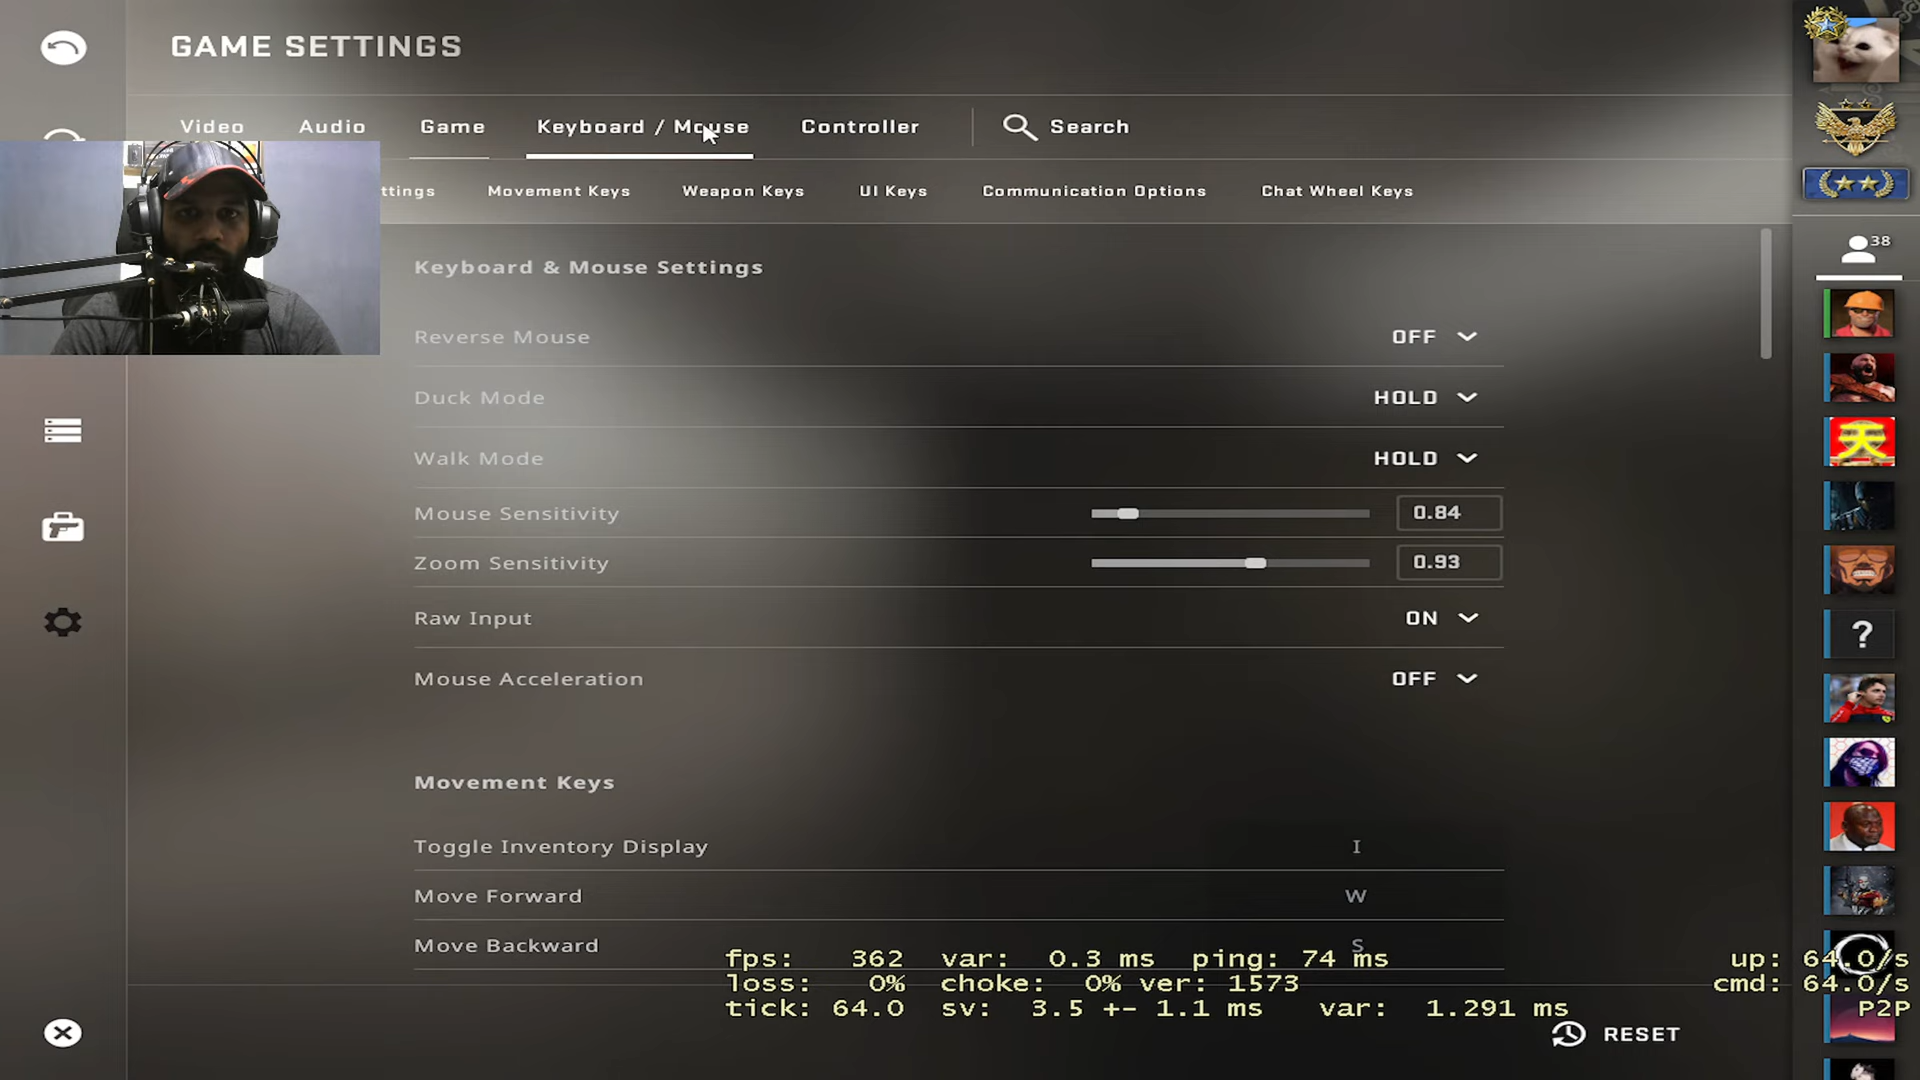 GAME SETTINGS
Video Audio Game Keyboard / Mouse Controller Search
ttings Movement Keys Weapon Keys UI Keys Communication Options Chat Wheel Keys
38
Keyboard & Mouse Settings
Reverse Mouse OFF
Duck Mode HOLD
Walk Mode HOLD
天
Mouse Sensitivity 0.84
Zoom Sensitivity 0.93
Raw Input ON
?
Mouse Acceleration OFF
Movement Keys
Toggle Inventory Display I
Move Forward W
Move Backward S
fps: 362 var: 0.3 ms ping: 74 ms up: 64.0/s
loss: 0% choke: 0% ver: 1573 cmd: 64.0/s
tick: 64.0 sv: 3.5 +- 1.1 ms var: 1.291 ms P2P
RESET